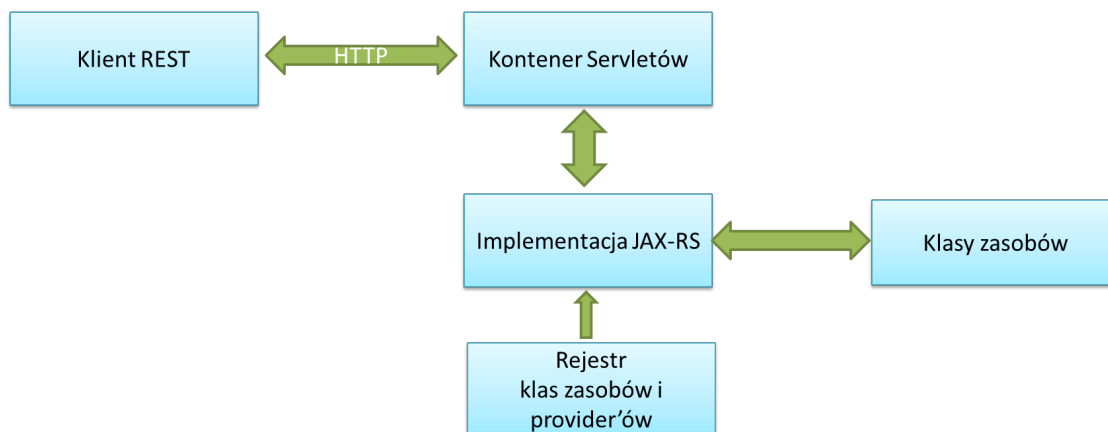 Klient REST
HTTP
Kontener Servletów
Implementacja JAX-RS
Klasy zasobów
Rejestr
klas zasobów i
provider’ów